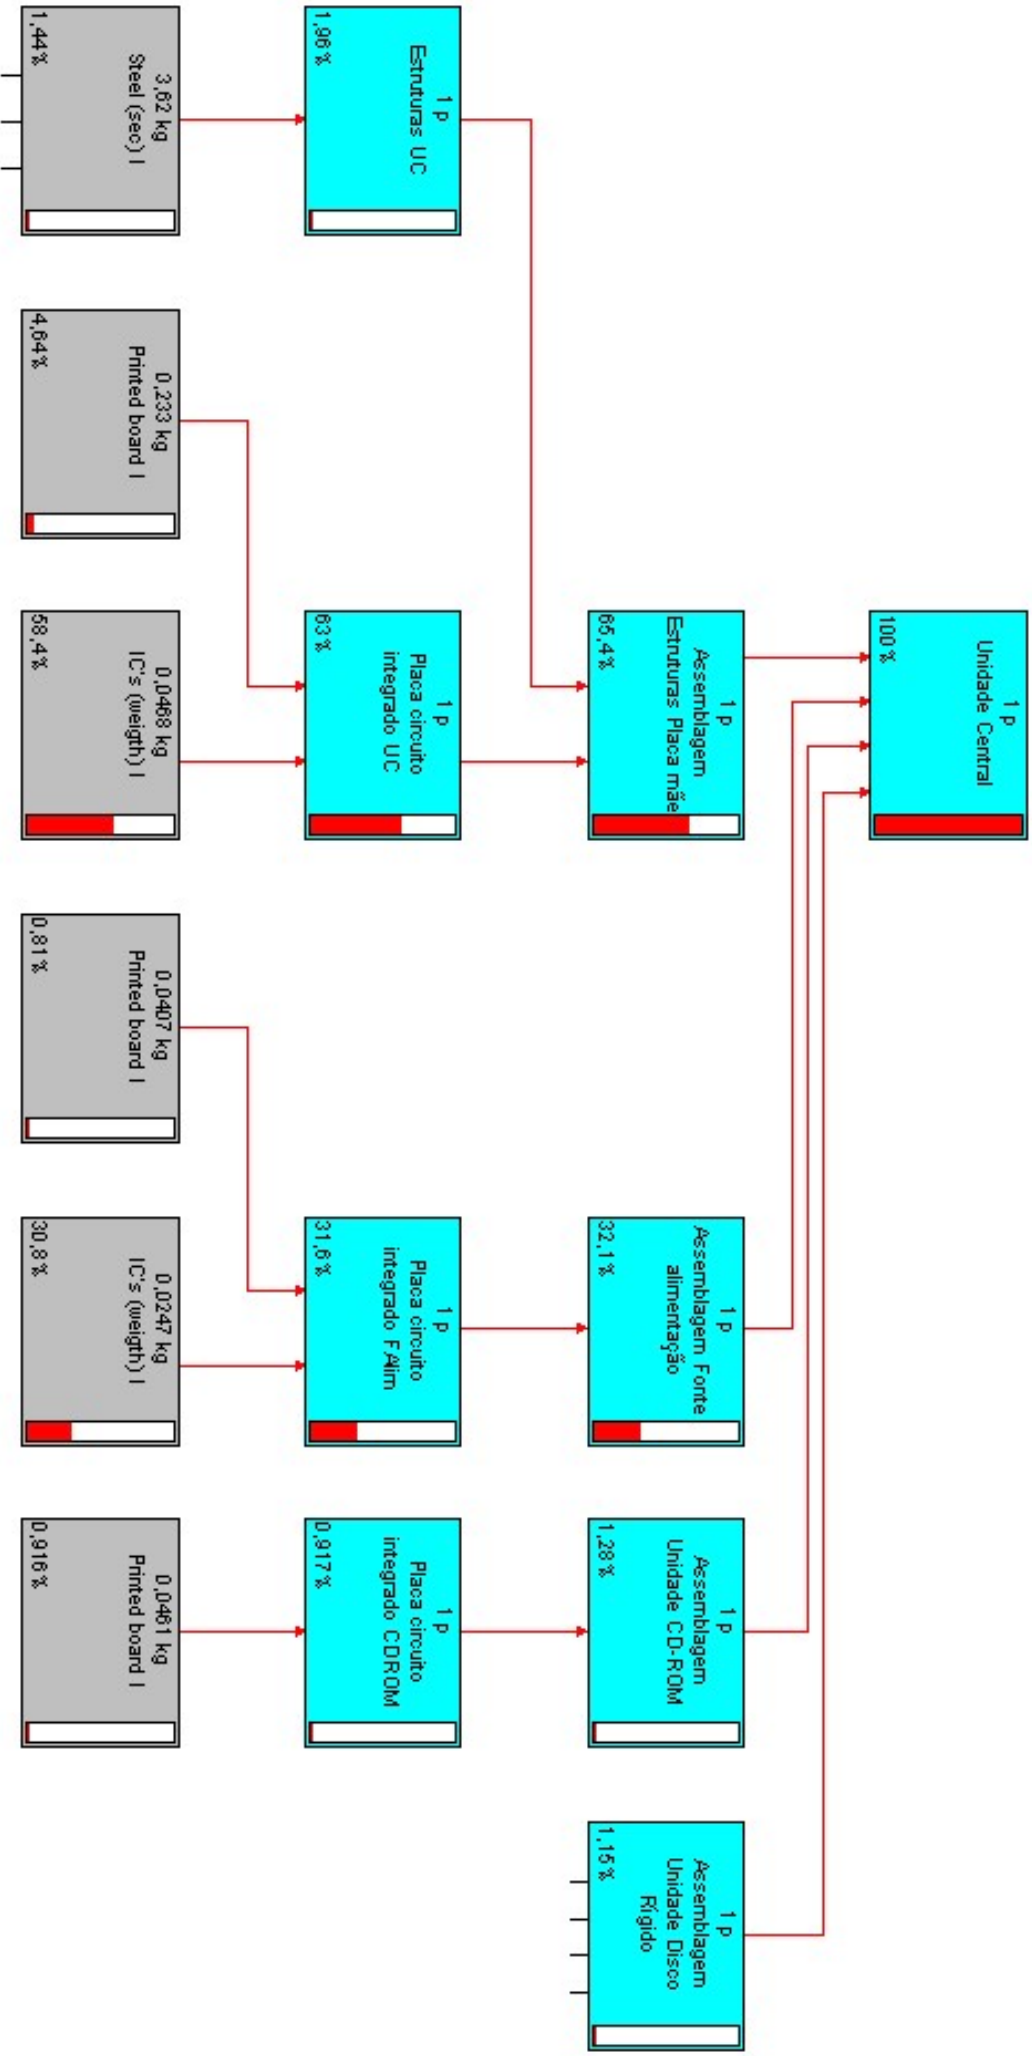 1 p
Unidade Central
100 %
1 p
Assemblagem
Estruturas Placa mãe
65,4 %
1 p
Assemblagem Fonte
alimentação
32,1 %
1 p
Assemblagem
Unidade CD-ROM
1,28 %
1 p
Assemblagem
Unidade Disco
Rígido
1,15 %
1 p
Estruturas UC
1,96 %
1 p
Placa circuito
integrado UC
63 %
1 p
Placa circuito
integrado F.Alim
31,6 %
1 p
Placa circuito
integrado CDROM
0,917 %
3,62 kg
Steel (sec) I
1,44 %
0,233 kg
Printed board I
4,64 %
0,0468 kg
IC's (weigth) I
58,4 %
0,0407 kg
Printed board I
0,81 %
0,0247 kg
IC's (weigth) I
30,8 %
0,0461 kg
Printed board I
0,916 %